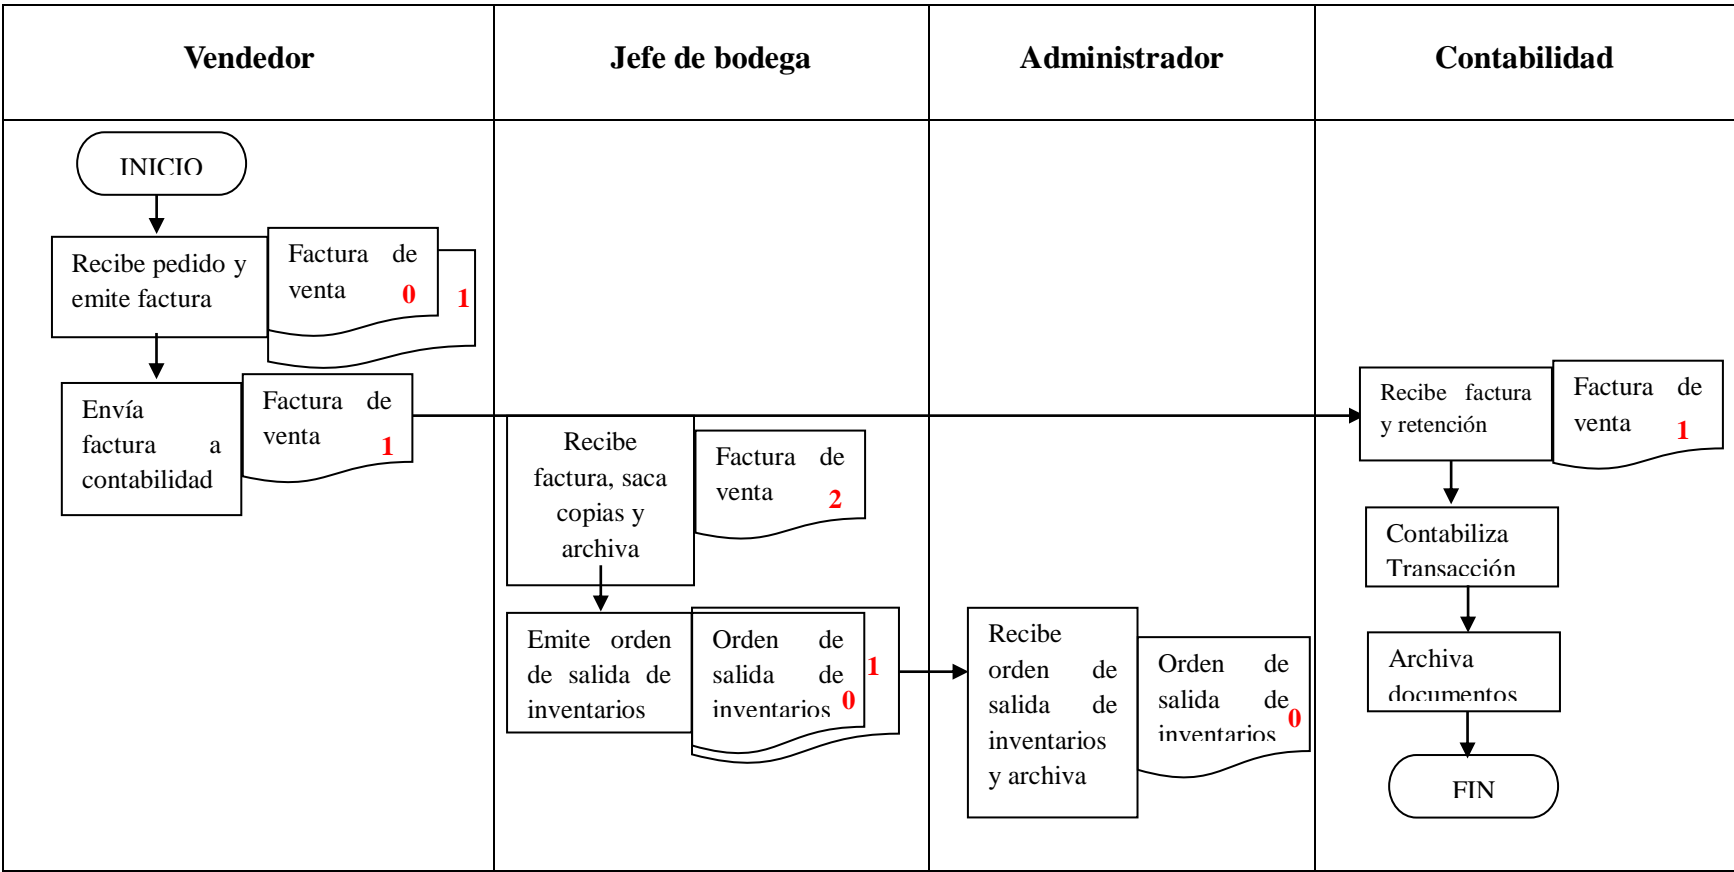 Vendedor
Jefe de bodega
Administrador
Contabilidad
INICIO
Recibe pedido y
emite factura
Factura de
venta 0
1
Envía
factura a
contabilidad
Factura de
venta 1
Recibe
factura, saca
copias y
archiva
Factura de
venta 2
Emite orden
de salida de
inventarios
Orden de
salida de
inventarios 0
1
Recibe
orden de
salida de
inventarios
y archiva
Orden de
salida de
inventarios 0
Recibe factura
y retención
Factura de
venta 1
Contabiliza
Transacción
Archiva
documentos
FIN